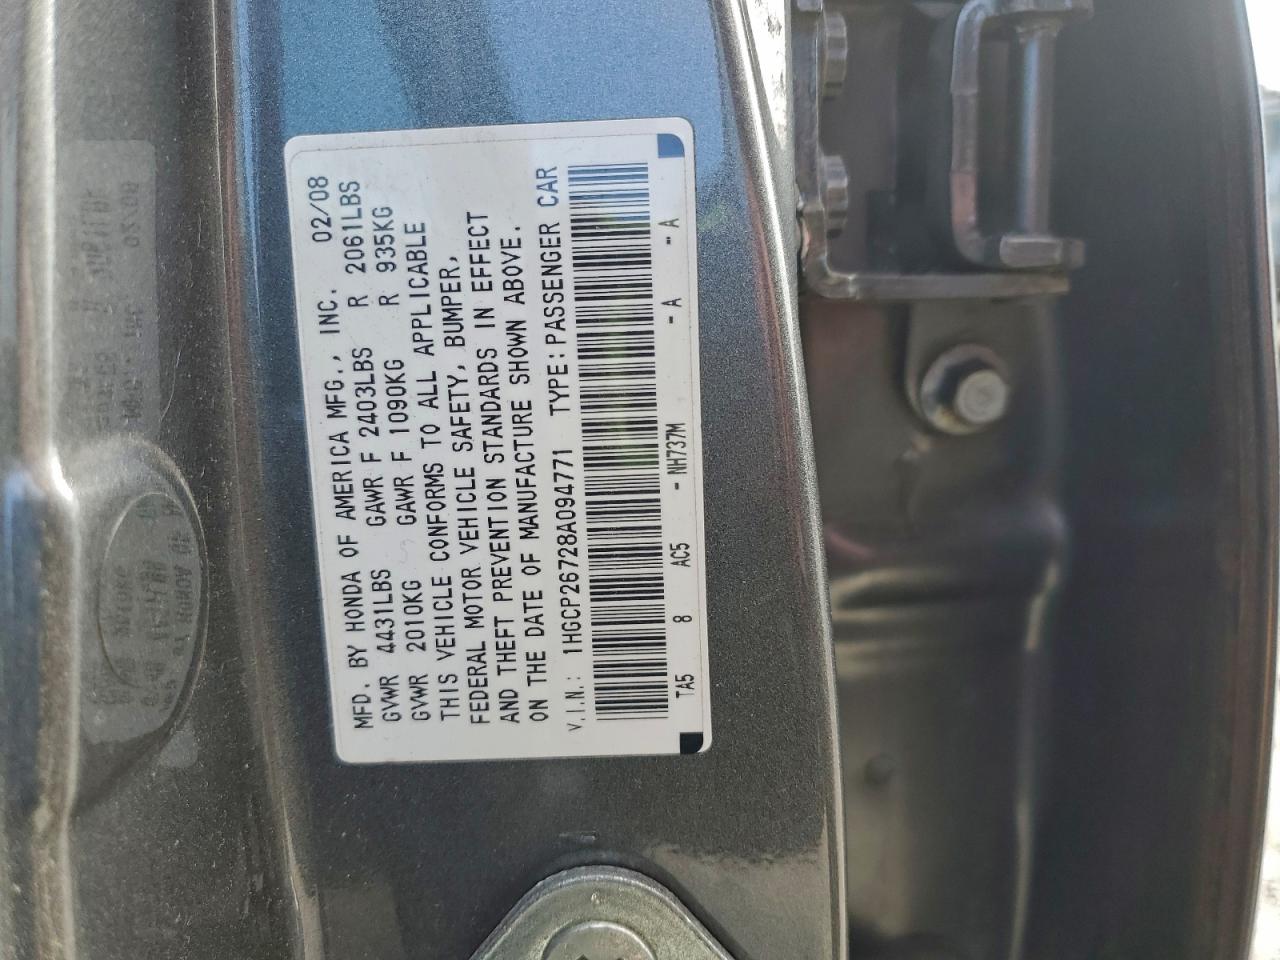 MFD. BY HONDA OF AMERICA MFG., INC. 02/08
GVWR 4431LBS GAWR F 2403LBS R 2061LBS
GVWR 2010KG GAWR F 1090KG R 935KG
THIS VEHICLE CONFORMS TO ALL APPLICABLE
FEDERAL MOTOR VEHICLE SAFETY, BUMPER,
AND THEFT PREVENTION STANDARDS IN EFFECT
ON THE DATE OF MANUFACTURE SHOWN ABOVE.
V.I.N.: 1HGCP26728A094771 TYPE:PASSENGER CAR
TA5 8 AC5 - NH737M - A - A